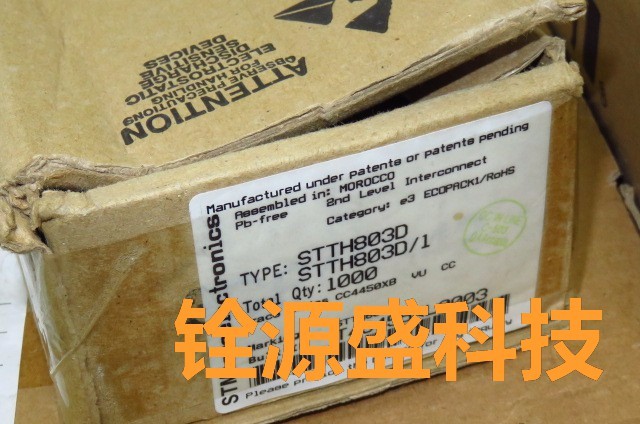 ATTENTION
OBSERVE PRECAUTIONS
FOR HANDLING
ELECTROSTATIC
DISCHARGE
SENSITIVE
DEVICES
Manufactured under patents or patents pending
Assembled in: MOROCCO
Pb-free 2nd Level Interconnect
Category: e3 ECOPACK1/RoHS
TYPE: STTH803D
STTH803D/1
Total Qty: 1000
CC4450XB VU CC
铨源盛科技
Please